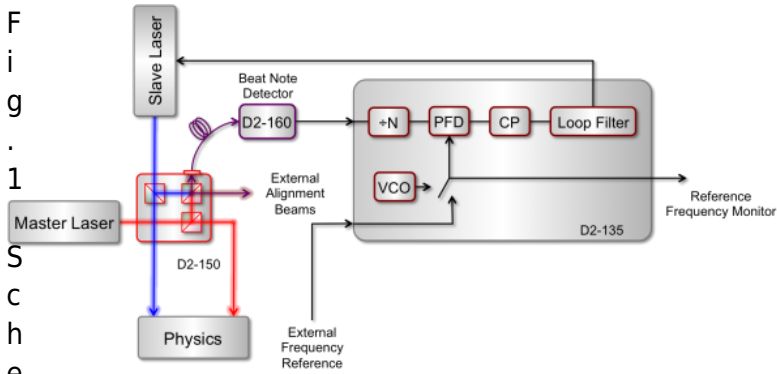 F
i
g
.
1
S
c
h
e
Slave Laser
Beat Note
Detector
D2-160
÷N
PFD
CP
Loop Filter
VCO
External
Alignment
Beams
Master Laser
D2-150
Reference
Frequency Monitor
D2-135
Physics
External
Frequency
Reference